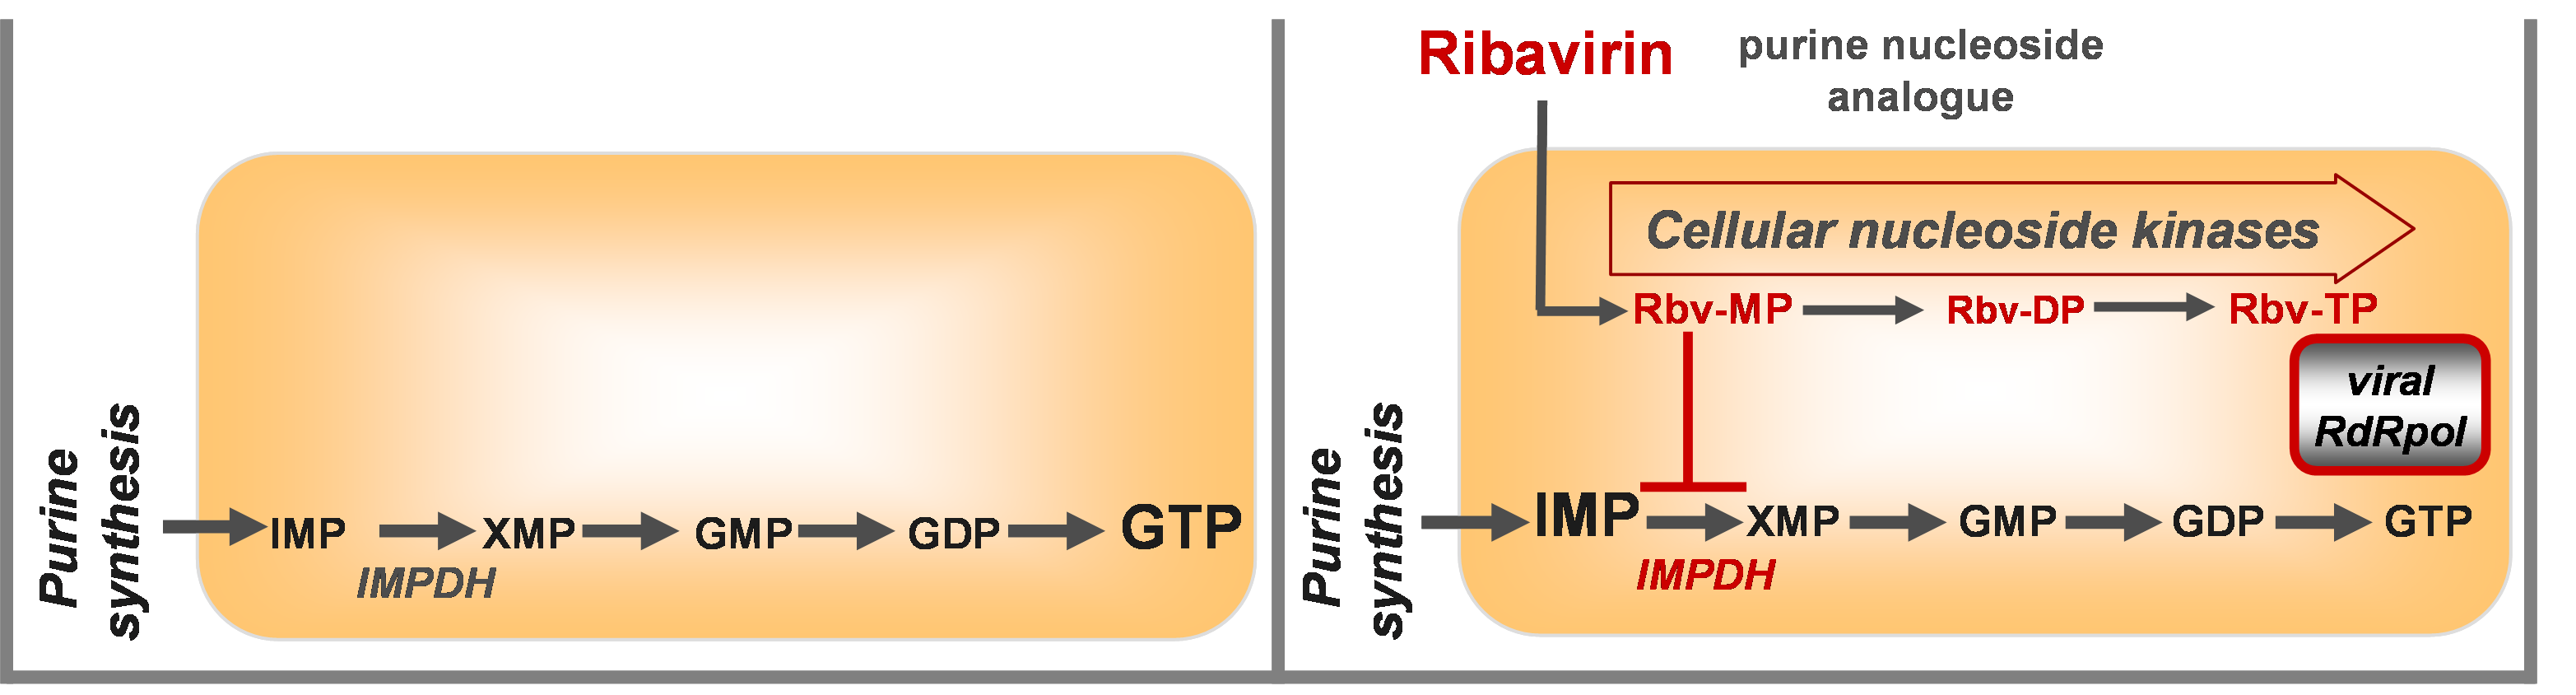 Purine
synthesis
IMP
XMP
GMP
GDP
GTP
IMPDH
Ribavirin
purine nucleoside
analogue
Cellular nucleoside kinases
Rbv-MP
Rbv-DP
Rbv-TP
viral
RdRpol
Purine
synthesis
IMP
XMP
GMP
GDP
GTP
IMPDH